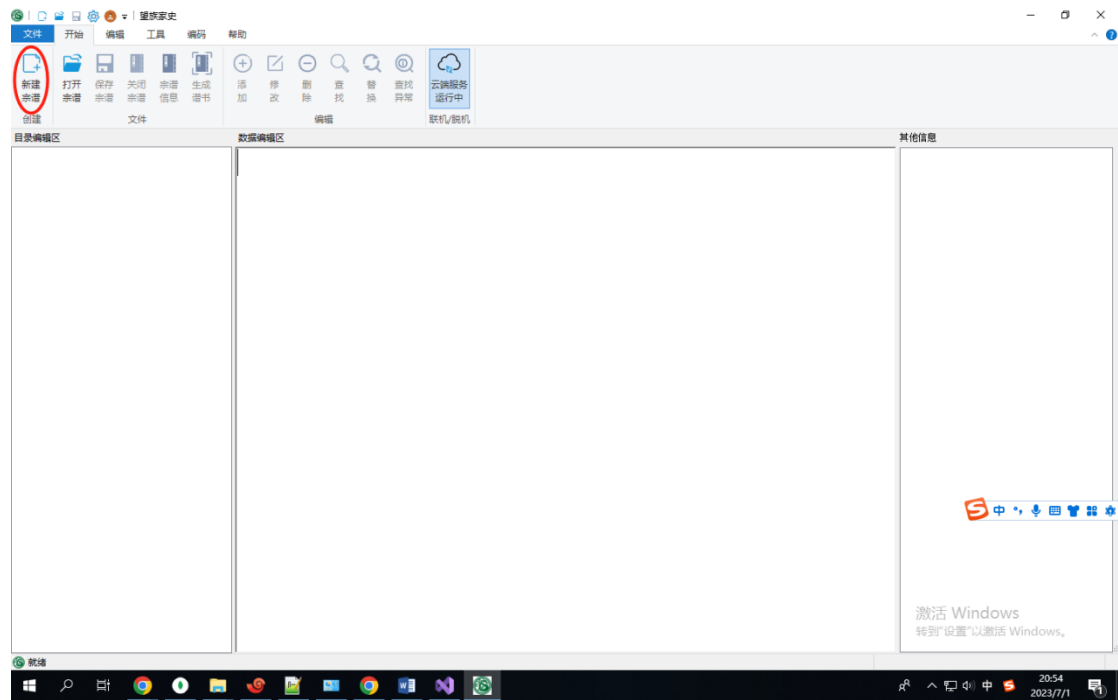 望族家史
文件 开始 编辑 工具 编码 帮助
新建宗谱 打开宗谱 保存宗谱 关闭宗谱 宗谱信息 生成谱书 添加 修改 删除 查找 替换 查找异常 云端服务运行中
创建 文件 编辑 联机/脱机
目录编辑区 数据编辑区 其他信息
中
激活 Windows
转到"设置"以激活 Windows。
就绪
中 20:54
2023/7/1